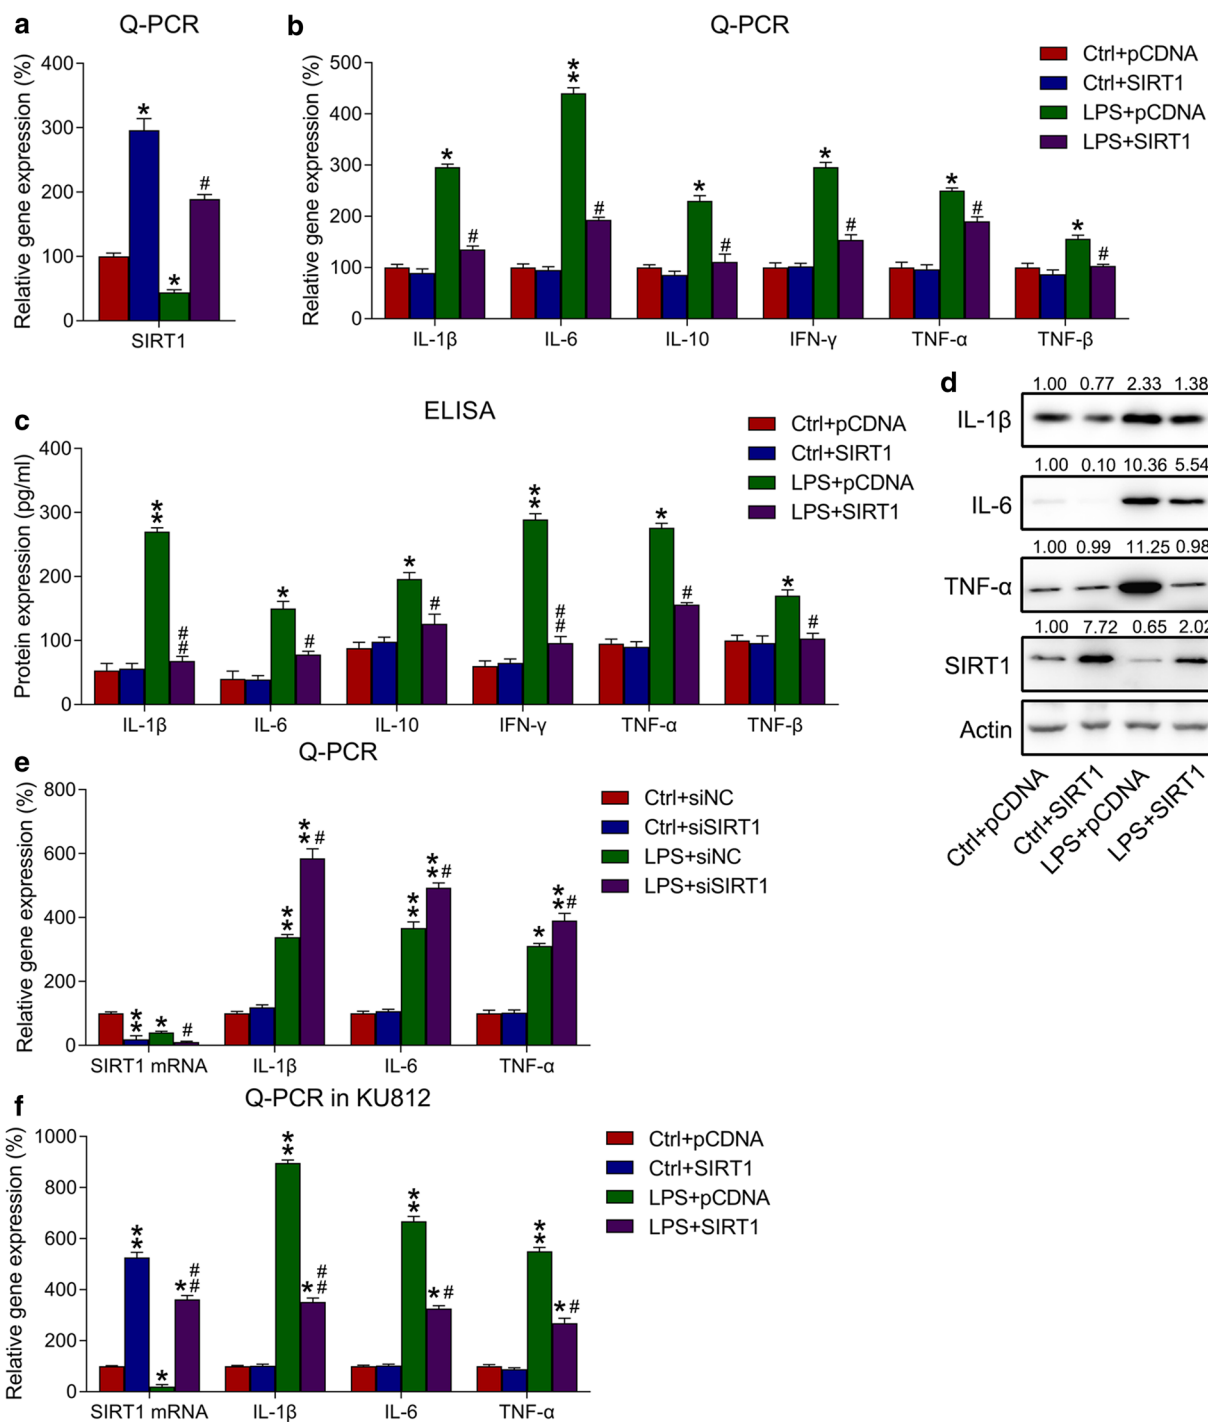 a
Q-PCR
Relative gene expression (%)
400
300
200
100
0
*
*
#
SIRT1
b
Q-PCR
Relative gene expression (%)
500
400
300
200
100
0
*
#
**
#
*
#
*
#
*
#
*
#
IL-1β IL-6 IL-10 IFN-γ TNF-α TNF-β
Ctrl+pCDNA
Ctrl+SIRT1
LPS+pCDNA
LPS+SIRT1
c
ELISA
Protein expression (pg/ml)
400
300
200
100
0
**
##
*
#
*
#
**
##
*
#
*
#
IL-1β IL-6 IL-10 IFN-γ TNF-α TNF-β
Ctrl+pCDNA
Ctrl+SIRT1
LPS+pCDNA
LPS+SIRT1
d
1.00 0.77 2.33 1.38
IL-1β
1.00 0.10 10.36 5.54
IL-6
1.00 0.99 11.25 0.98
TNF-α
1.00 7.72 0.65 2.02
SIRT1
Actin
Ctrl+pCDNA
Ctrl+SIRT1
LPS+pCDNA
LPS+SIRT1
e
Q-PCR
Relative gene expression (%)
800
600
400
200
0
**
*
#
**
**#
**
**#
*
**#
SIRT1 mRNA IL-1β IL-6 TNF-α
Ctrl+siNC
Ctrl+siSIRT1
LPS+siNC
LPS+siSIRT1
f
Q-PCR in KU812
Relative gene expression (%)
1000
800
600
400
200
0
**
*
*##
**
*##
**
*#
**
*#
SIRT1 mRNA IL-1β IL-6 TNF-α
Ctrl+pCDNA
Ctrl+SIRT1
LPS+pCDNA
LPS+SIRT1